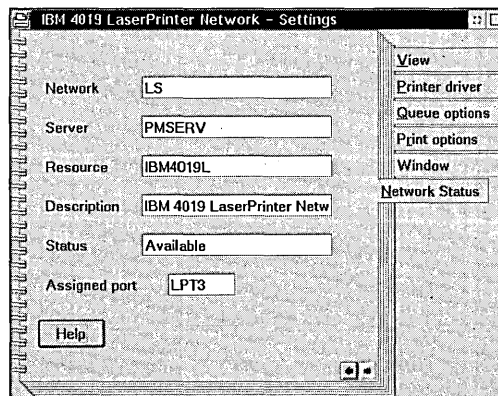 IBM 4019 LaserPrinter Network - Settings
View
Printer driver
Queue options
Print options
Window
Network Status
Network LS
Server PMSERV
Resource IBM4019L
Description IBM 4019 LaserPrinter Netw
Status Available
Assigned port LPT3
Help